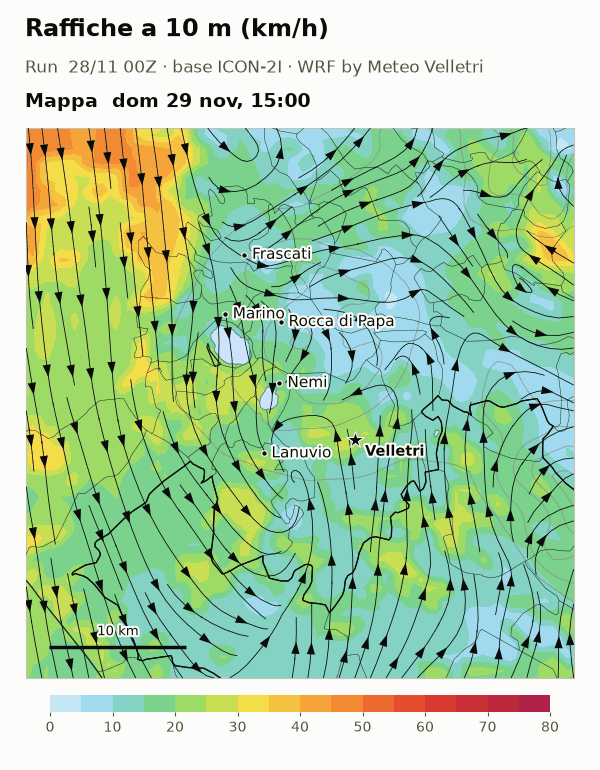 Raffiche a 10 m (km/h)
Run 28/11 00Z · base ICON-2I · WRF by Meteo Velletri
Mappa dom 29 nov, 15:00
Frascati
Marino
Rocca di Papa
Nemi
Velletri
Lanuvio
10 km
0 10 20 30 40 50 60 70 80